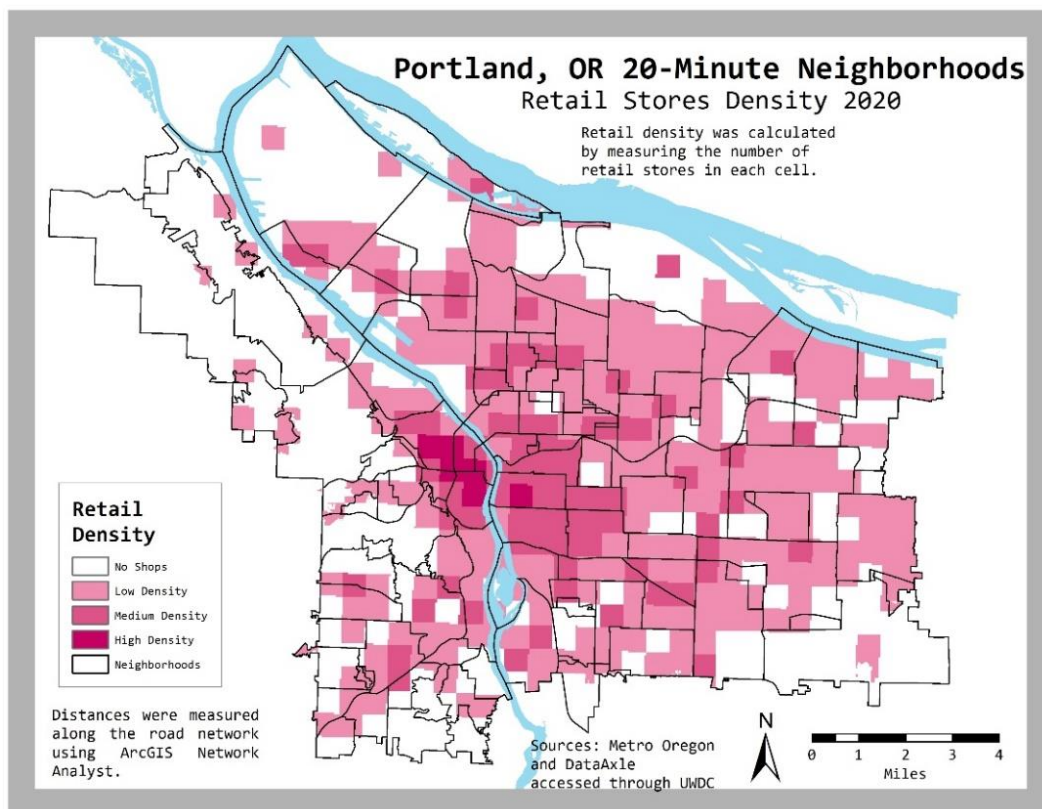 Portland, OR 20-Minute Neighborhoods
Retail Stores Density 2020
Retail density was calculated
by measuring the number of
retail stores in each cell.
Retail
Density
No Shops
Low Density
Medium Density
High Density
Neighborhoods
Distances were measured
along the road network
using ArcGIS Network
Analyst.
Sources: Metro Oregon
and DataAxle
accessed through UWDC
N
0 0.5 1 2 3 4
Miles